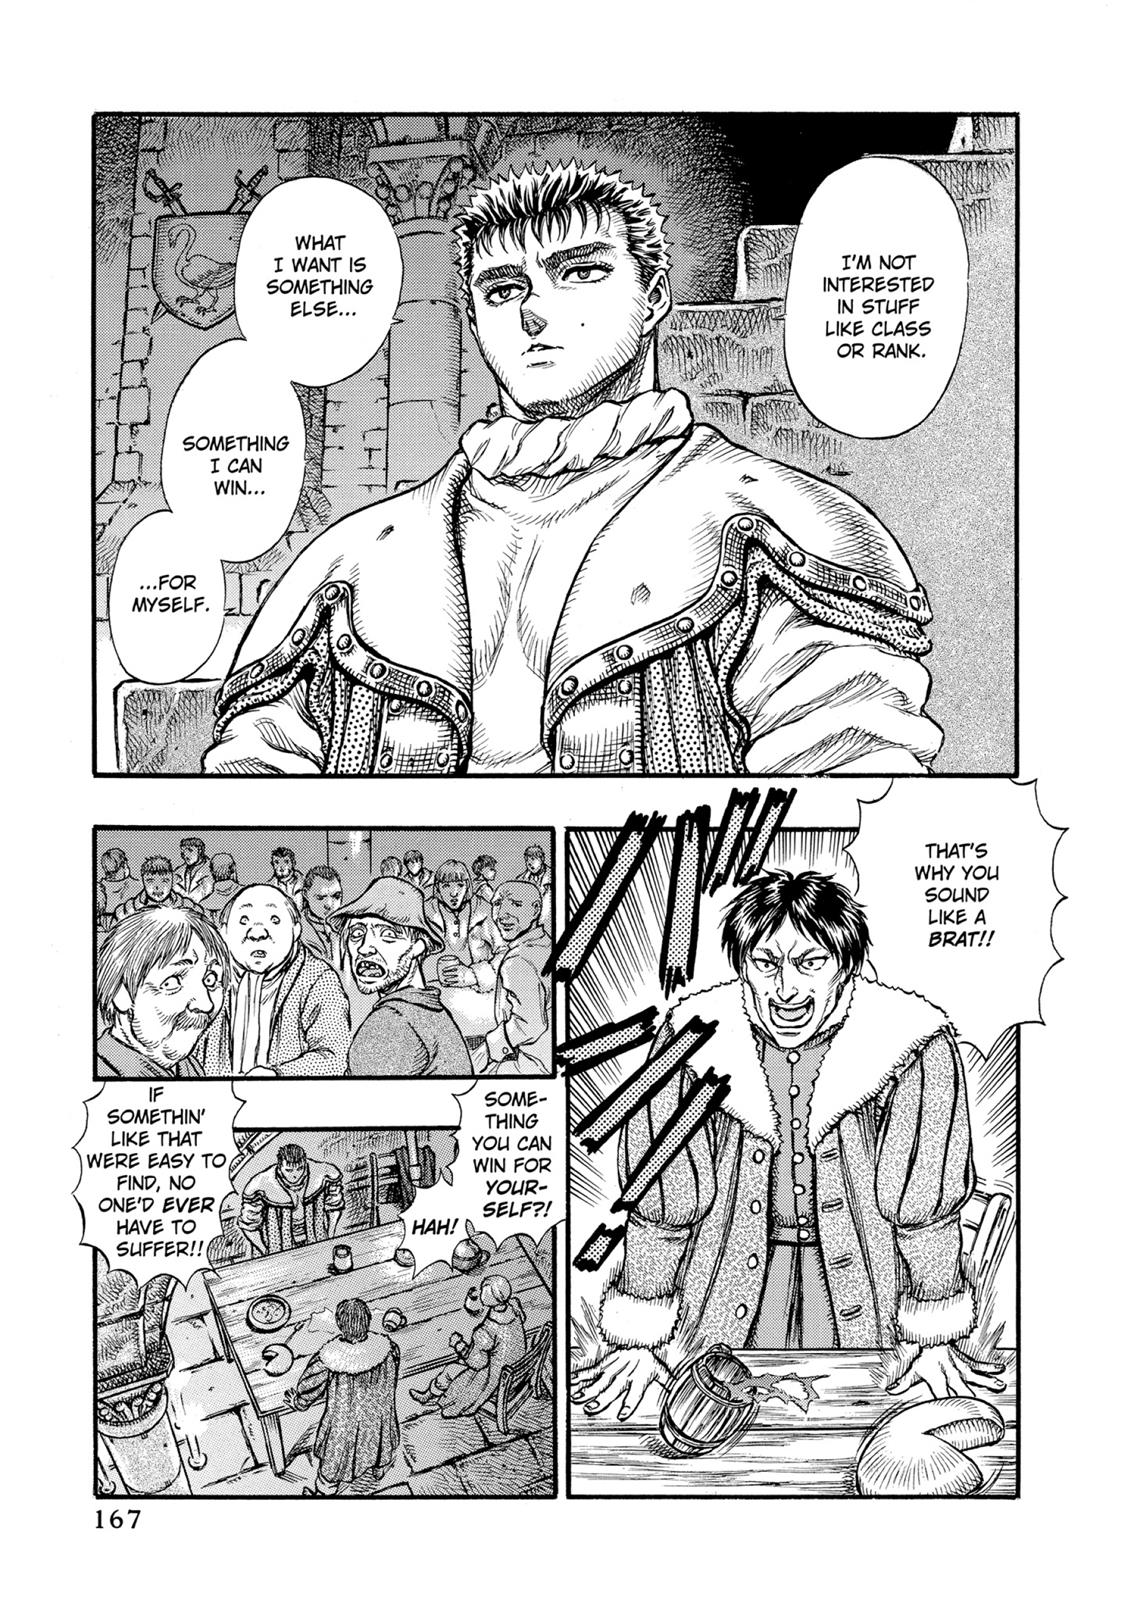 I'M NOT
INTERESTED
IN STUFF
LIKE CLASS
OR RANK.
WHAT
I WANT IS
SOMETHING
ELSE...
SOMETHING
I CAN
WIN...
...FOR
MYSELF.
THAT'S
WHY YOU
SOUND
LIKE A
BRAT!!
SOME-
THING
YOU CAN
WIN FOR
YOUR-
SELF?!
HAH!
IF
SOMETHIN'
LIKE THAT
WERE EASY TO
FIND, NO
ONE'D EVER
HAVE TO
SUFFER!!
167